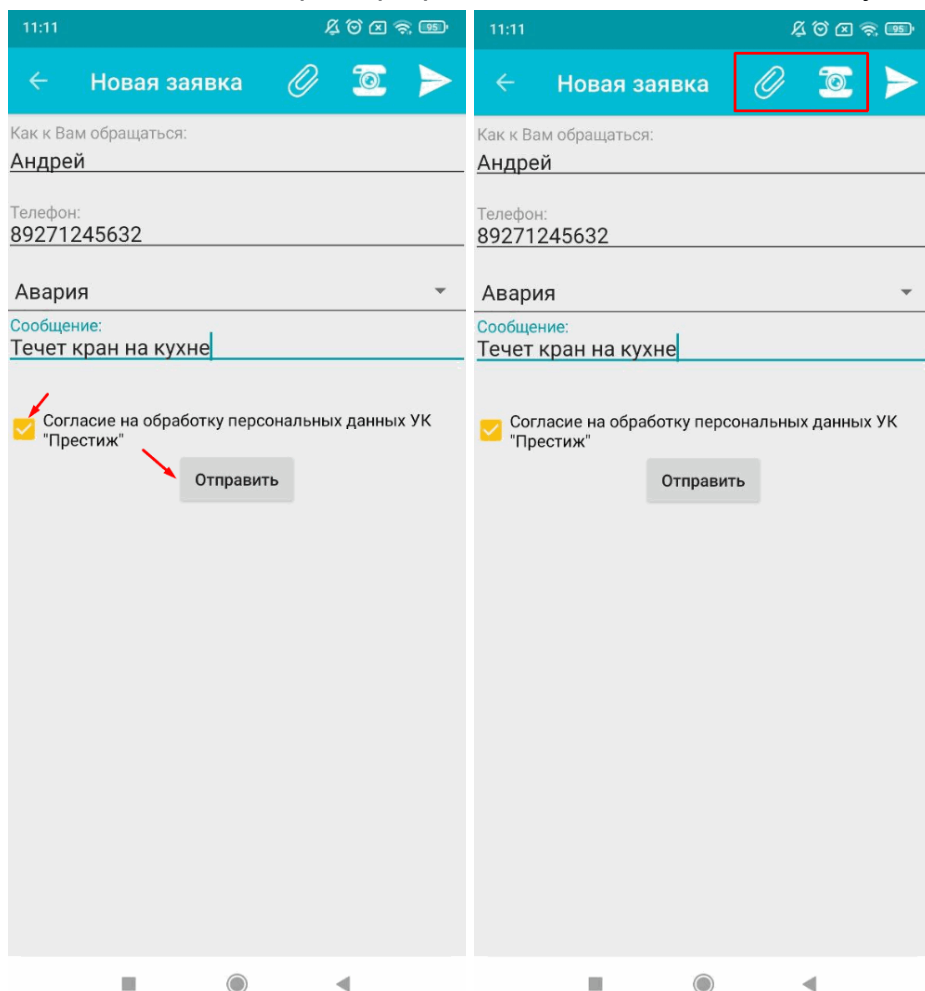 11:11
95
Новая заявка
Как к Вам обращаться:
Андрей
Телефон:
89271245632
Авария
Сообщение:
Течет кран на кухне
Согласие на обработку персональных данных УК
"Престиж"
Отправить
11:11
95
Новая заявка
Как к Вам обращаться:
Андрей
Телефон:
89271245632
Авария
Сообщение:
Течет кран на кухне
Согласие на обработку персональных данных УК
"Престиж"
Отправить